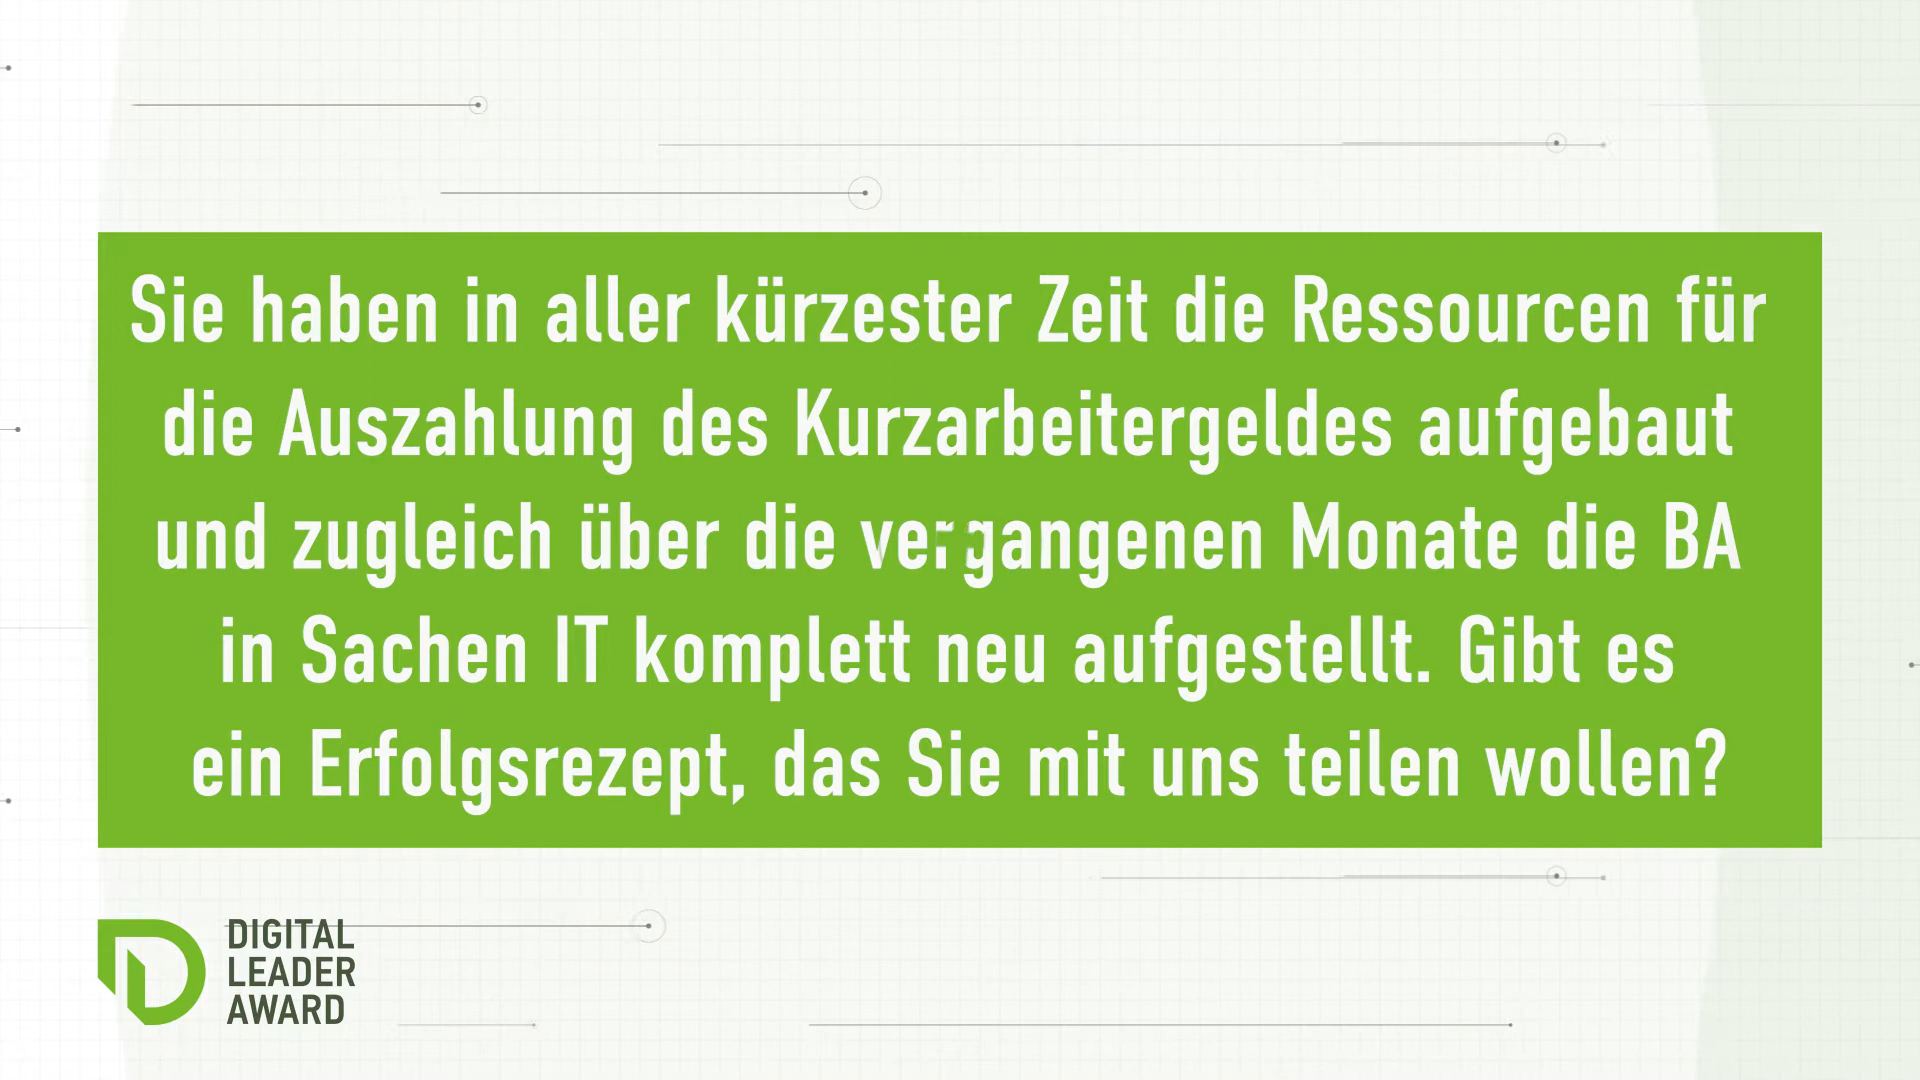 Sie haben in aller kürzester Zeit die Ressourcen für
die Auszahlung des Kurzarbeitergeldes aufgebaut
und zugleich über die vergangenen Monate die BA
in Sachen IT komplett neu aufgestellt. Gibt es
ein Erfolgsrezept, das Sie mit uns teilen wollen?
DIGITAL
LEADER
AWARD